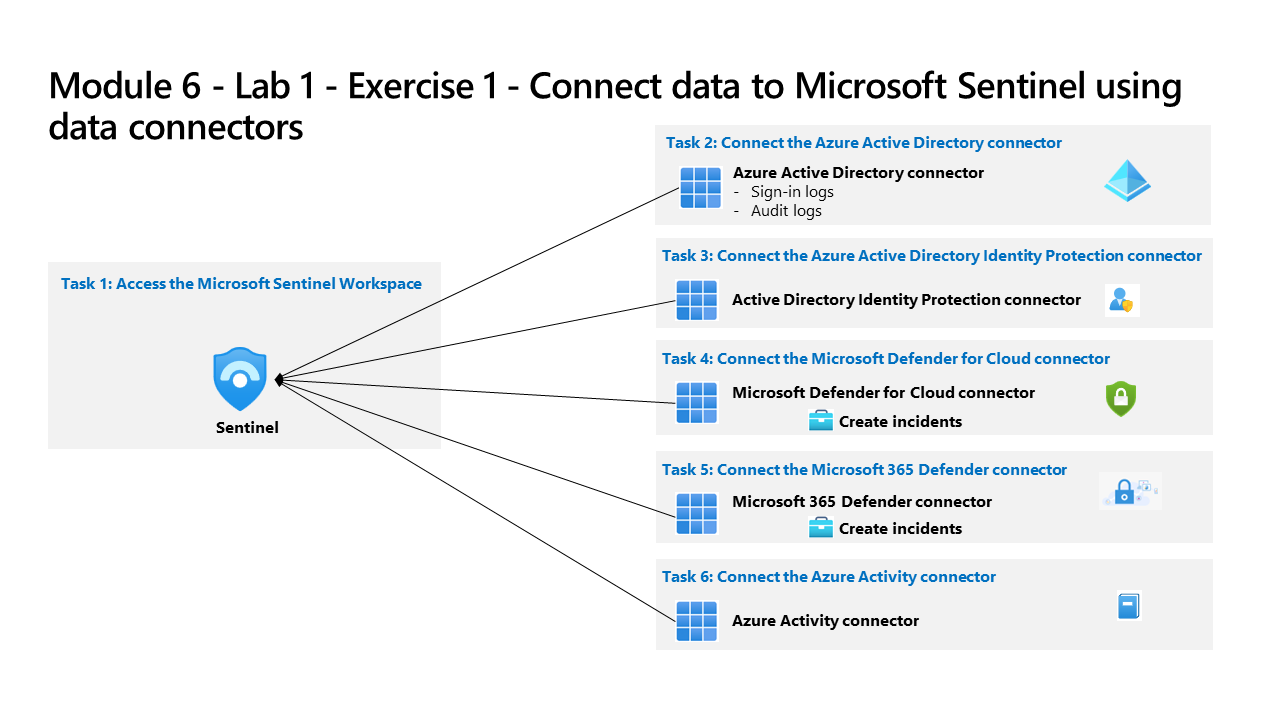 Module 6 - Lab 1 - Exercise 1 - Connect data to Microsoft Sentinel using
data connectors
Task 1: Access the Microsoft Sentinel Workspace
Sentinel
Task 2: Connect the Azure Active Directory connector
Azure Active Directory connector
- Sign-in logs
- Audit logs
Task 3: Connect the Azure Active Directory Identity Protection connector
Active Directory Identity Protection connector
Task 4: Connect the Microsoft Defender for Cloud connector
Microsoft Defender for Cloud connector
Create incidents
Task 5: Connect the Microsoft 365 Defender connector
Microsoft 365 Defender connector
Create incidents
Task 6: Connect the Azure Activity connector
Azure Activity connector